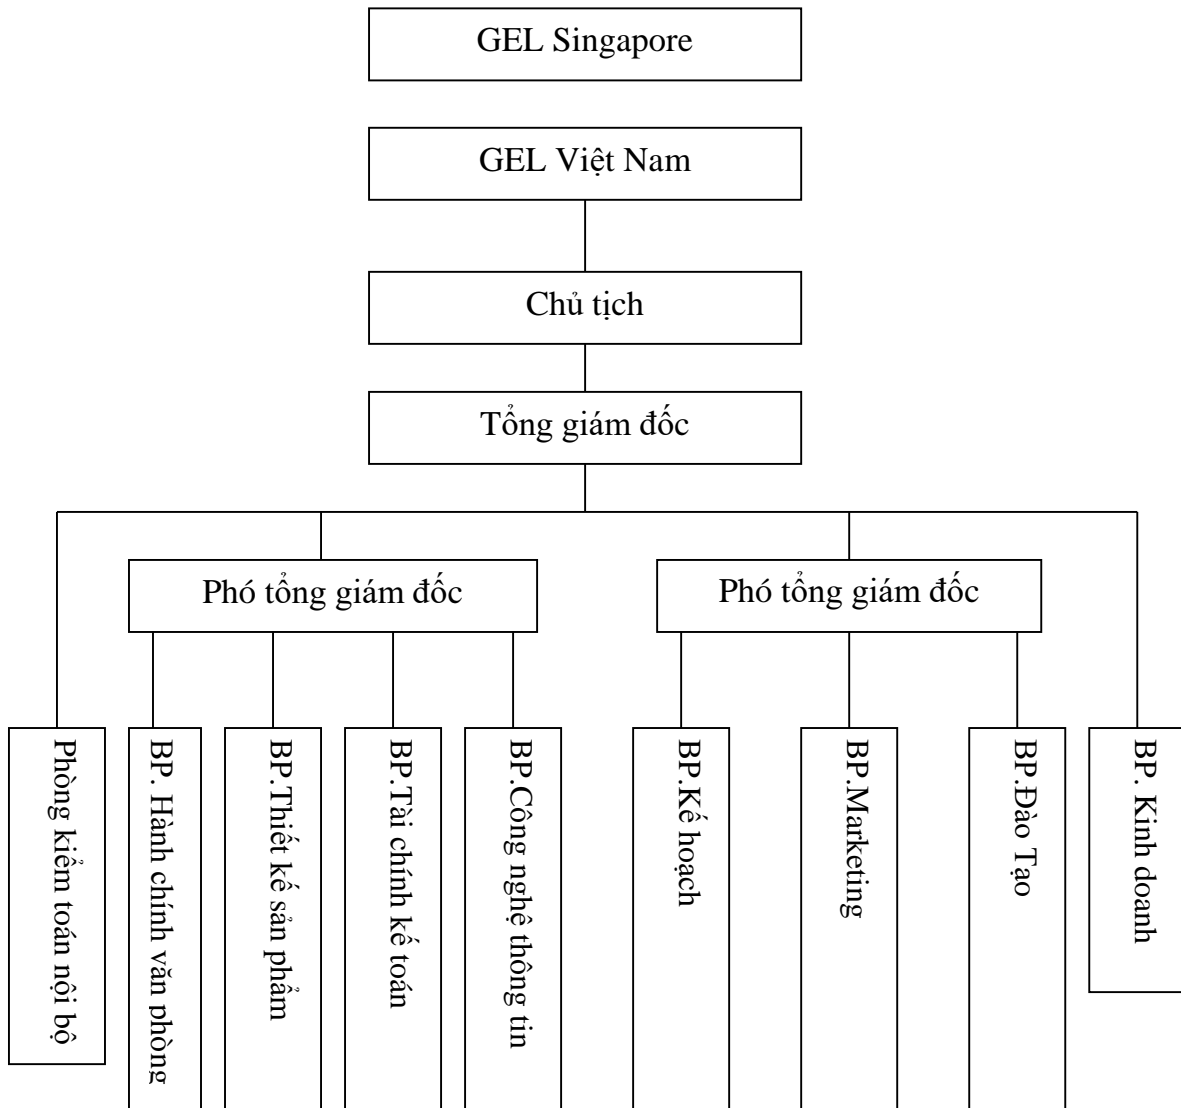 GEL Singapore
GEL Việt Nam
Chủ tịch
Tổng giám đốc
Phó tổng giám đốc
Phó tổng giám đốc
Phòng kiểm toán nội bộ
BP. Hành chính văn phòng
BP.Thiết kế sản phẩm
BP.Tài chính kế toán
BP.Công nghệ thông tin
BP.Kế hoạch
BP.Marketing
BP.Đào Tạo
BP. Kinh doanh